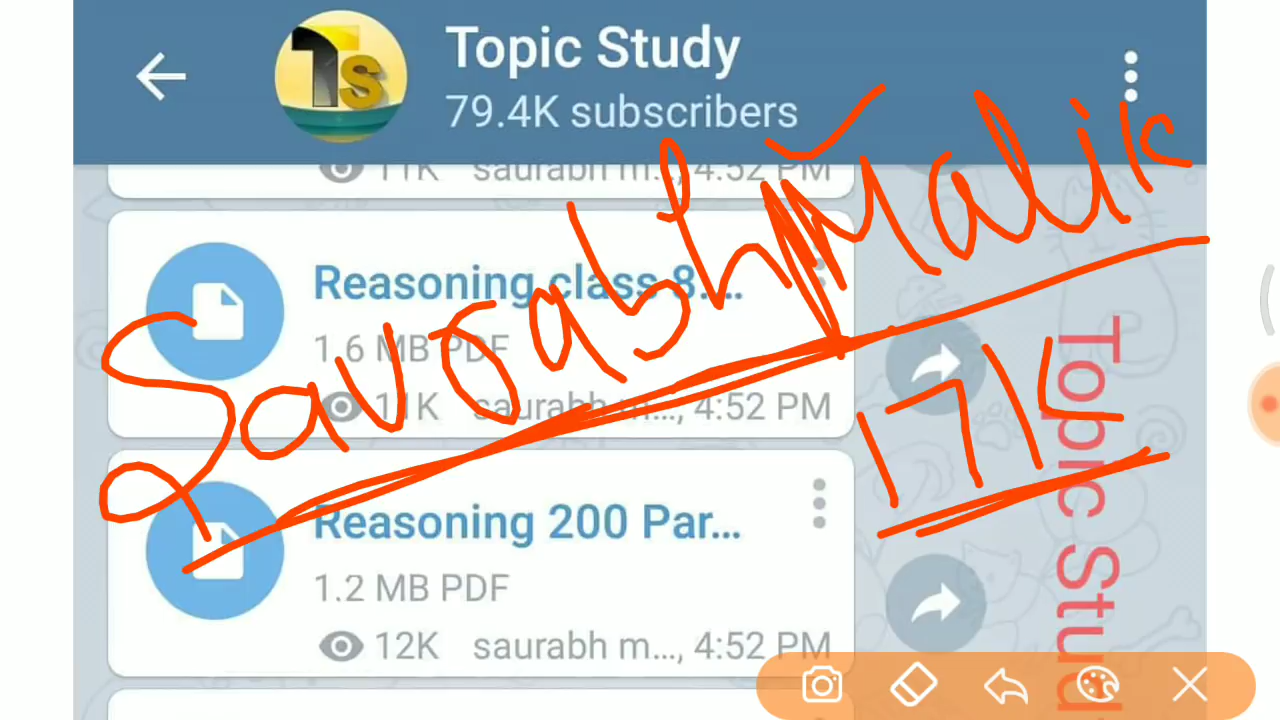 Ts
Topic Study
79.4K subscribers
11K saurabh m..., 4:52 PM
Reasoning class 8....
1.6 MB PDF
11K saurabh m..., 4:52 PM
Reasoning 200 Par...
1.2 MB PDF
12K saurabh m..., 4:52 PM
Saurabh Malik
17K
Topic Stud